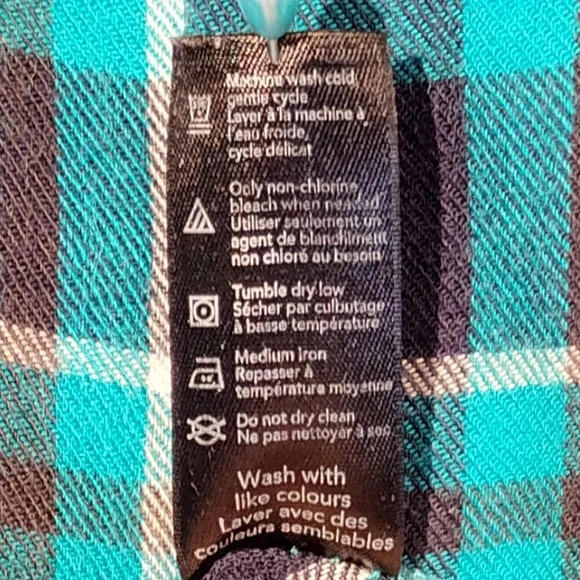 Machine wash cold
gentle cycle
Laver à la machine à
l'eau froide,
cycle délicat
Only non-chlorine
bleach when needed
Utiliser seulement un
agent de blanchiment
non chloré au besoin
Tumble dry low
Sécher par culbutage
à basse température
Medium iron
Repasser à
température moyenne
Do not dry clean
Ne pas nettoyer à sec
Wash with
like colours
Laver avec des
couleurs semblables